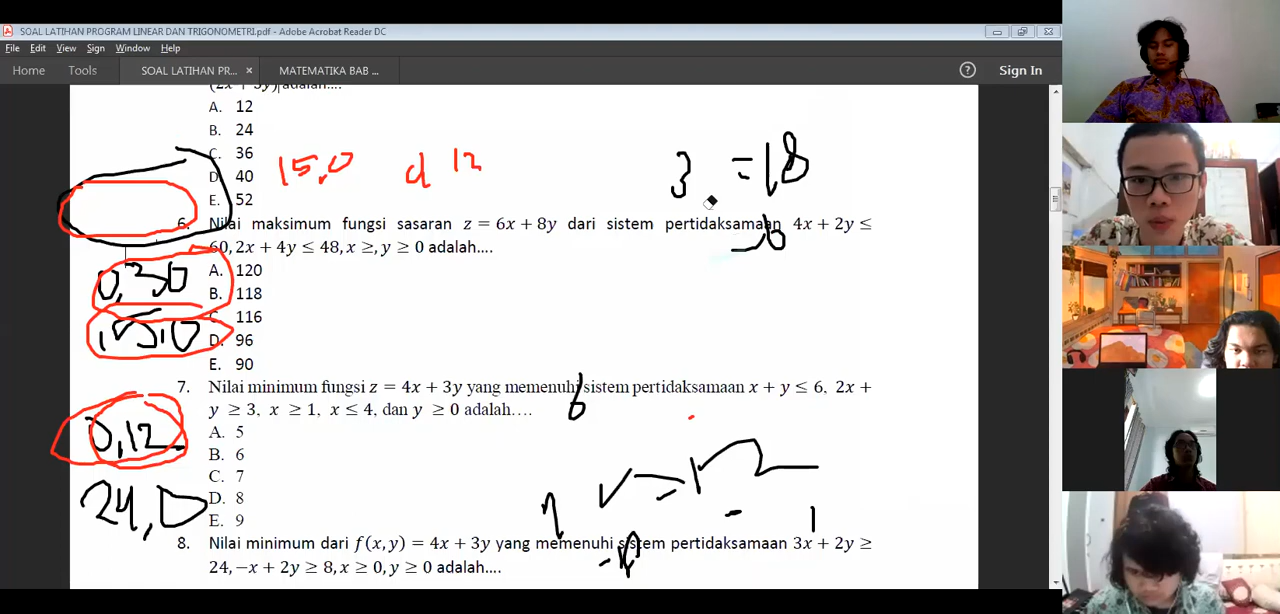 SOAL LATIHAN PROGRAM LINEAR DAN TRIGONOMETRI.pdf - Adobe Acrobat Reader DC
File Edit View Sign Window Help
Home Tools SOAL LATIHAN PR... × MATEMATIKA BAB ... ? Sign In
(2x + 3y) adalah....
A. 12
B. 24
C. 36
D. 40
E. 52
15,0 d 12
3 = 18
6. Nilai maksimum fungsi sasaran z = 6x + 8y dari sistem pertidaksamaan 4x + 2y ≤
60, 2x + 4y ≤ 48, x ≥, y ≥ 0 adalah....
A. 120
B. 118
C. 116
D. 96
E. 90
0,30
15,0
7. Nilai minimum fungsi z = 4x + 3y yang memenuhi sistem pertidaksamaan x + y ≤ 6, 2x +
y ≥ 3, x ≥ 1, x ≤ 4, dan y ≥ 0 adalah....
A. 5
B. 6
C. 7
D. 8
E. 9
0,12
24,0
6
8. Nilai minimum dari f(x, y) = 4x + 3y yang memenuhi sistem pertidaksamaan 3x + 2y ≥
24, −x + 2y ≥ 8, x ≥ 0, y ≥ 0 adalah....